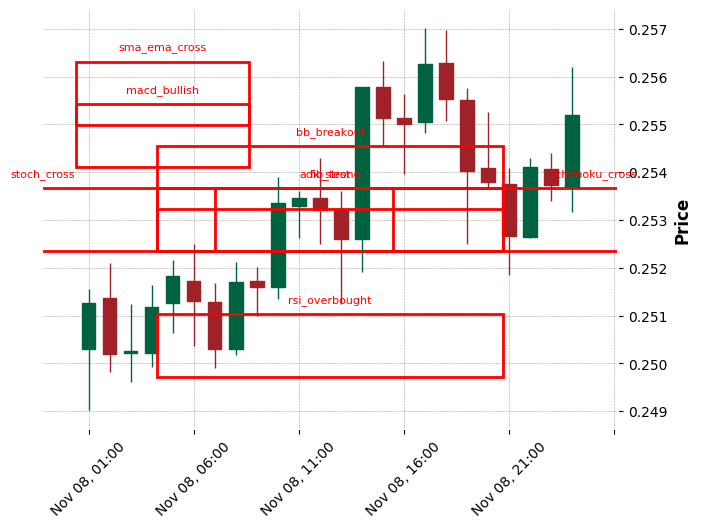 sma_ema_cross
macd_bullish
bb_breakout
stoch_cross
ichimoku_cross
rsi_overbought
0.257
0.256
0.255
0.254
0.253
0.252
0.251
0.250
0.249
Price
Nov 08, 01:00
Nov 08, 06:00
Nov 08, 11:00
Nov 08, 16:00
Nov 08, 21:00